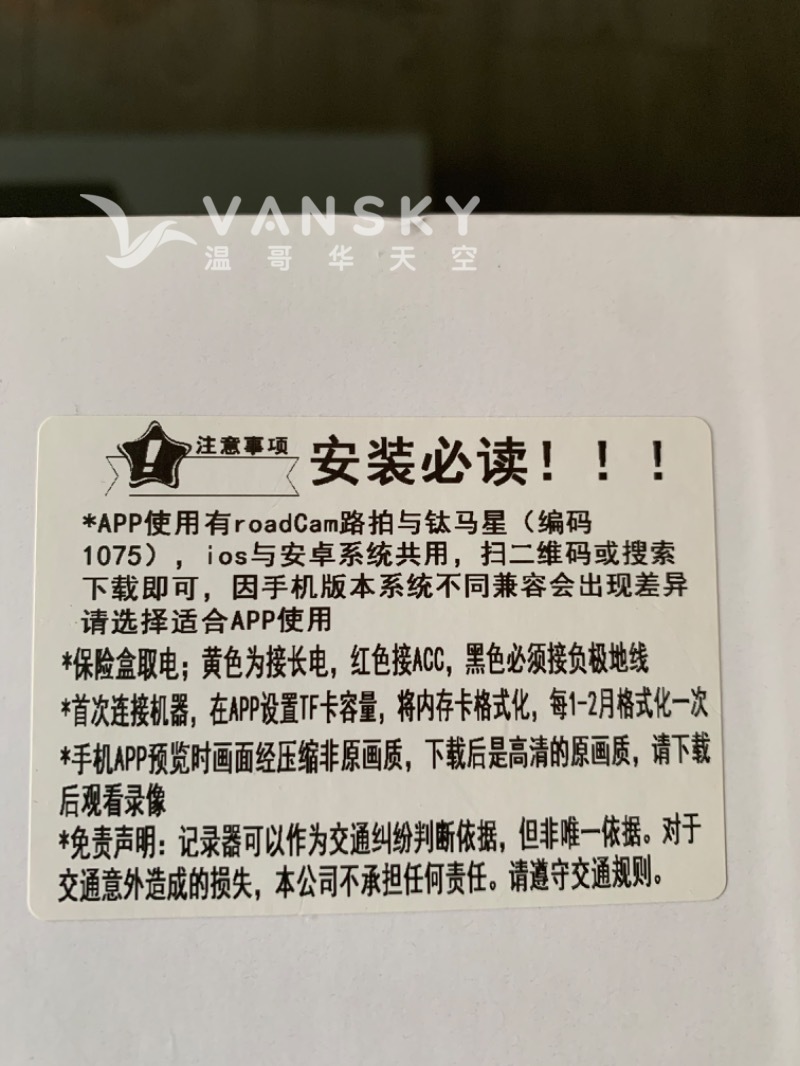 VANSKY
温哥华天空
注意事项 安装必读！！！
*APP使用有roadCam路拍与钛马星（编码
1075），ios与安卓系统共用，扫二维码或搜索
下载即可，因手机版本系统不同兼容会出现差异
请选择适合APP使用
*保险盒取电；黄色为接长电，红色接ACC，黑色必须接负极地线
*首次连接机器，在APP设置TF卡容量，将内存卡格式化，每1-2月格式化一次
*手机APP预览时画面经压缩非原画质，下载后是高清的原画质，请下载
后观看录像
*免责声明：记录器可以作为交通纠纷判断依据，但非唯一依据。对于
交通意外造成的损失，本公司不承担任何责任。请遵守交通规则。